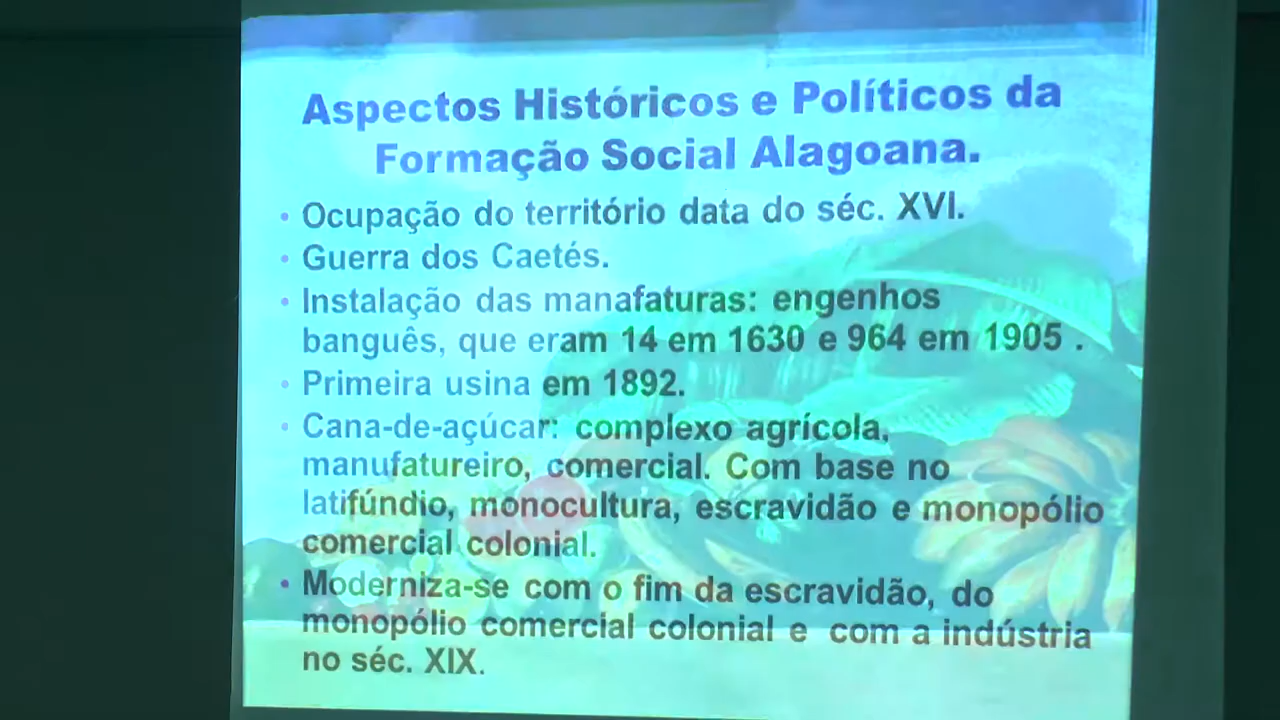 Aspectos Históricos e Políticos da
Formação Social Alagoana.
• Ocupação do território data do séc. XVI.
• Guerra dos Caetés.
• Instalação das manafaturas: engenhos
banguês, que eram 14 em 1630 e 964 em 1905 .
• Primeira usina em 1892.
• Cana-de-açúcar: complexo agrícola,
manufatureiro, comercial. Com base no
latifúndio, monocultura, escravidão e monopólio
comercial colonial.
• Moderniza-se com o fim da escravidão, do
monopólio comercial colonial e com a indústria
no séc. XIX.